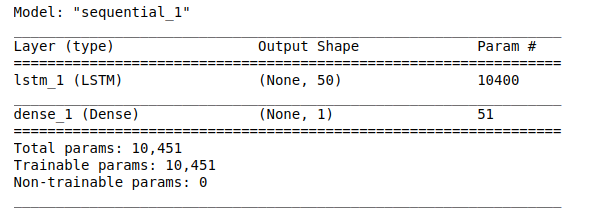 Model: "sequential_1"
_________________________________________________________________
Layer (type)                 Output Shape              Param #
=================================================================
lstm_1 (LSTM)                (None, 50)                10400
_________________________________________________________________
dense_1 (Dense)              (None, 1)                 51
=================================================================
Total params: 10,451
Trainable params: 10,451
Non-trainable params: 0
_________________________________________________________________